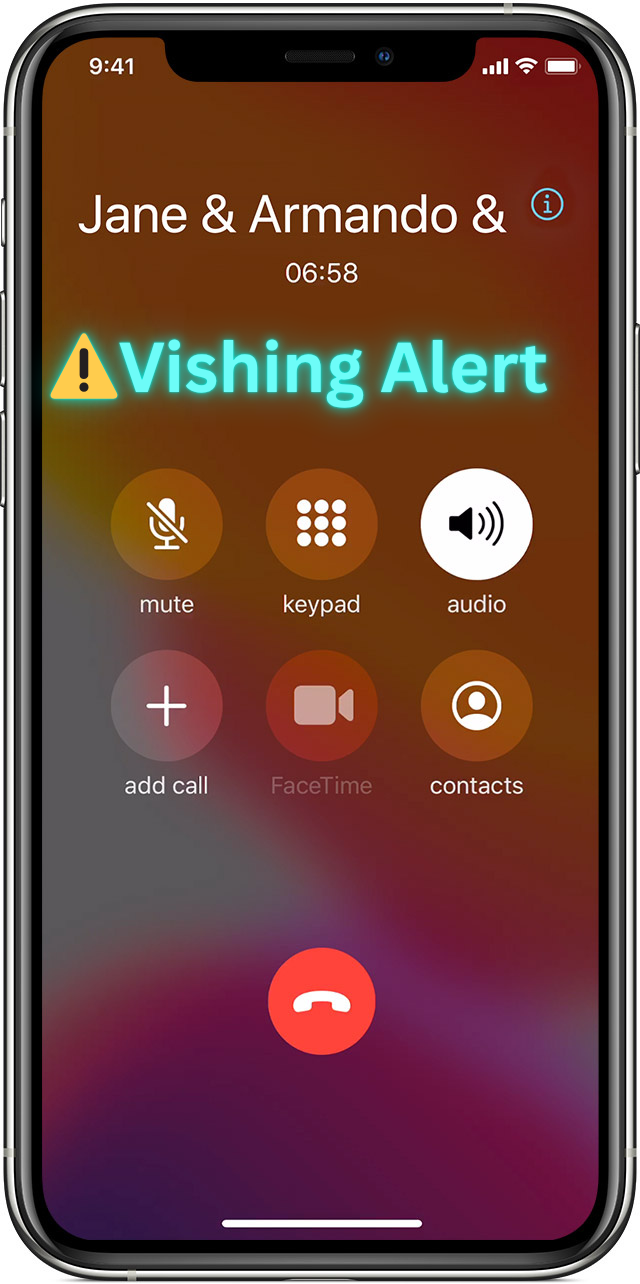 9:41
Jane & Armando &
06:58
⚠️Vishing Alert
mute keypad audio
add call FaceTime contacts